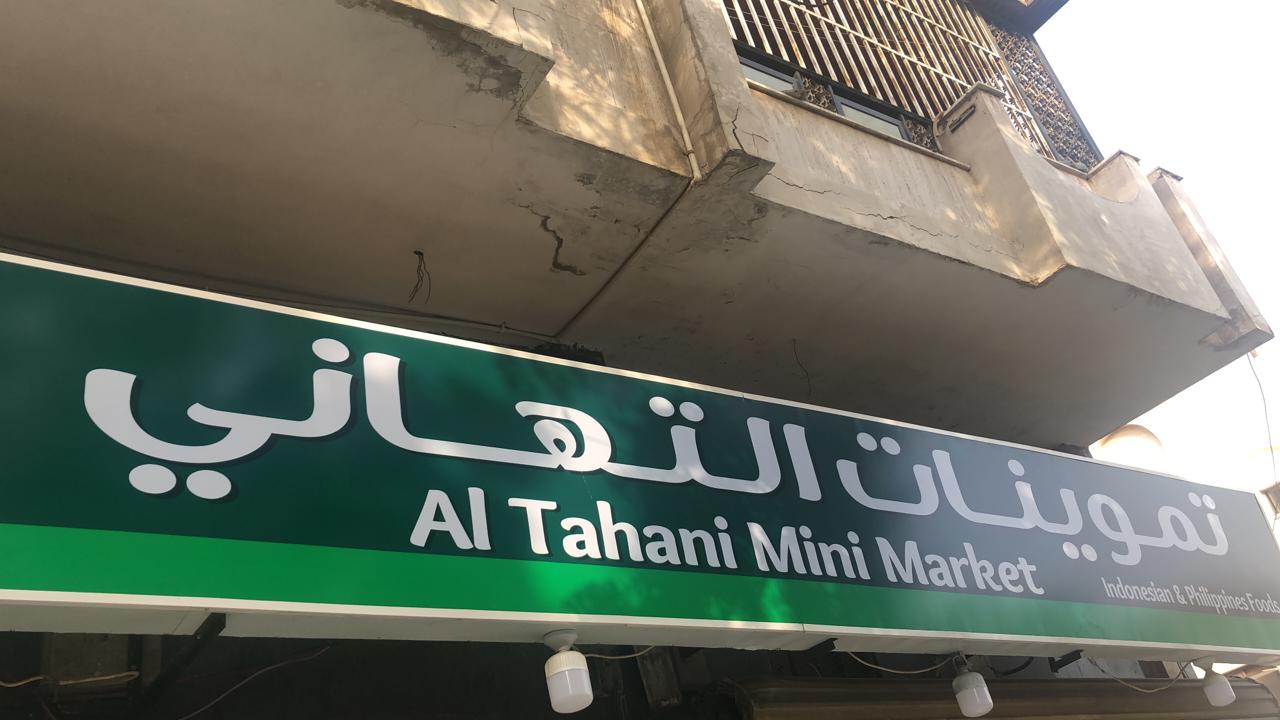 تموينات التهاني
Al Tahani Mini Market
Indonesian & Philippines Foods